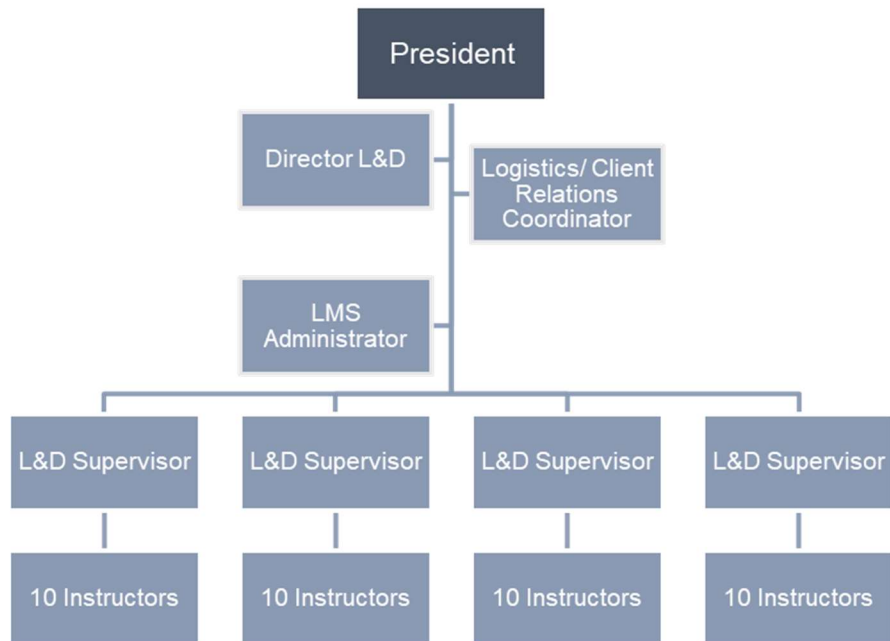 President
Director L&D
Logistics/ Client
Relations
Coordinator
LMS
Administrator
L&D Supervisor
L&D Supervisor
L&D Supervisor
L&D Supervisor
10 Instructors
10 Instructors
10 Instructors
10 Instructors